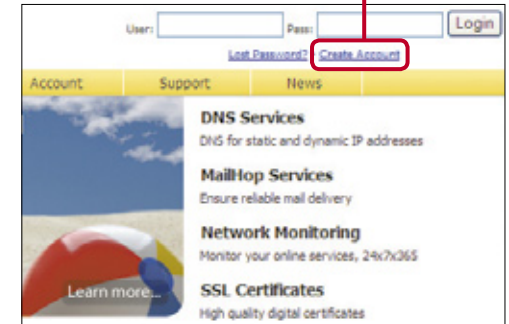 User: Pass: Login
Lost Password? - Create Account
Account Support News
DNS Services
DNS for static and dynamic IP addresses
MailHop Services
Ensure reliable mail delivery
Network Monitoring
Monitor your online services, 24x7x365
Learn more...
SSL Certificates
High quality digital certificates